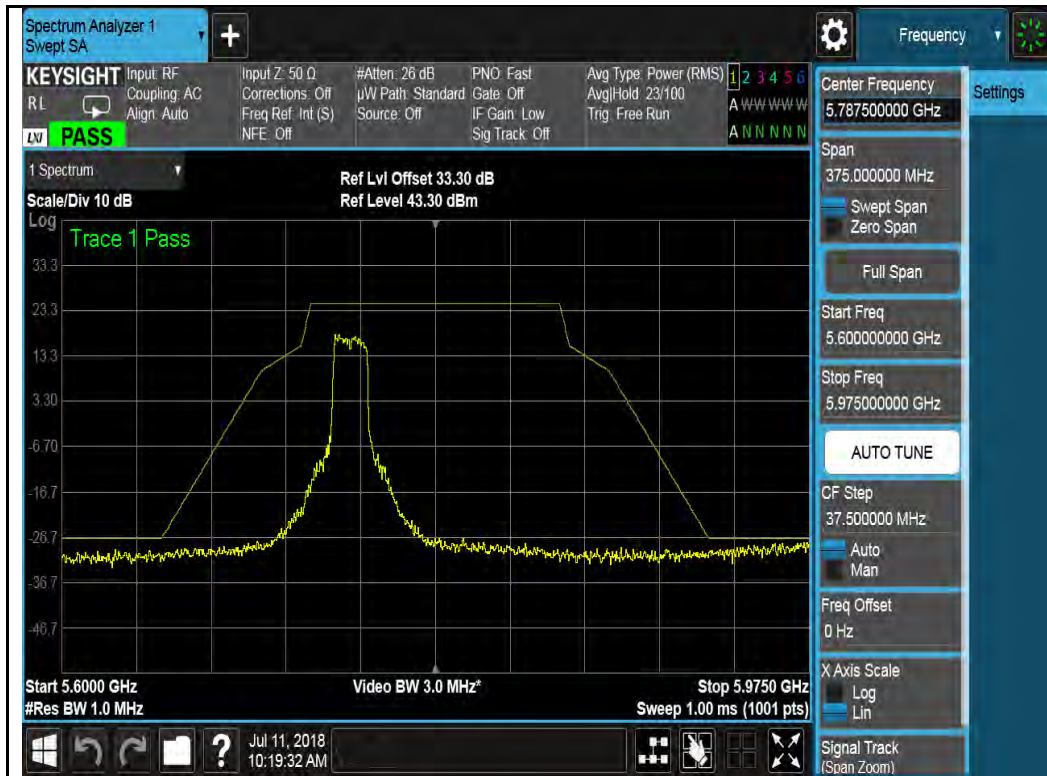 Spectrum Analyzer 1
Swept SA
Frequency
KEYSIGHT
RL
LXI PASS
Input: RF
Coupling: AC
Align: Auto
Input Z: 50 Ω
Corrections: Off
Freq Ref: Int (S)
NFE: Off
#Atten: 26 dB
µW Path: Standard
Source: Off
PNO: Fast
Gate: Off
IF Gain: Low
Sig Track: Off
Avg Type: Power (RMS)
Avg|Hold: 23/100
Trig: Free Run
1 2 3 4 5 6
A W W W W W
A N N N N N
1 Spectrum
Scale/Div 10 dB
Ref Lvl Offset 33.30 dB
Ref Level 43.30 dBm
Log
Trace 1 Pass
33.3
23.3
13.3
3.30
-6.70
-16.7
-26.7
-36.7
-46.7
Start 5.6000 GHz
#Res BW 1.0 MHz
Video BW 3.0 MHz*
Stop 5.9750 GHz
Sweep 1.00 ms (1001 pts)
Center Frequency
5.787500000 GHz
Settings
Span
375.000000 MHz
Swept Span
Zero Span
Full Span
Start Freq
5.600000000 GHz
Stop Freq
5.975000000 GHz
AUTO TUNE
CF Step
37.500000 MHz
Auto
Man
Freq Offset
0 Hz
X Axis Scale
Log
Lin
Signal Track
(Span Zoom)
?
Jul 11, 2018
10:19:32 AM